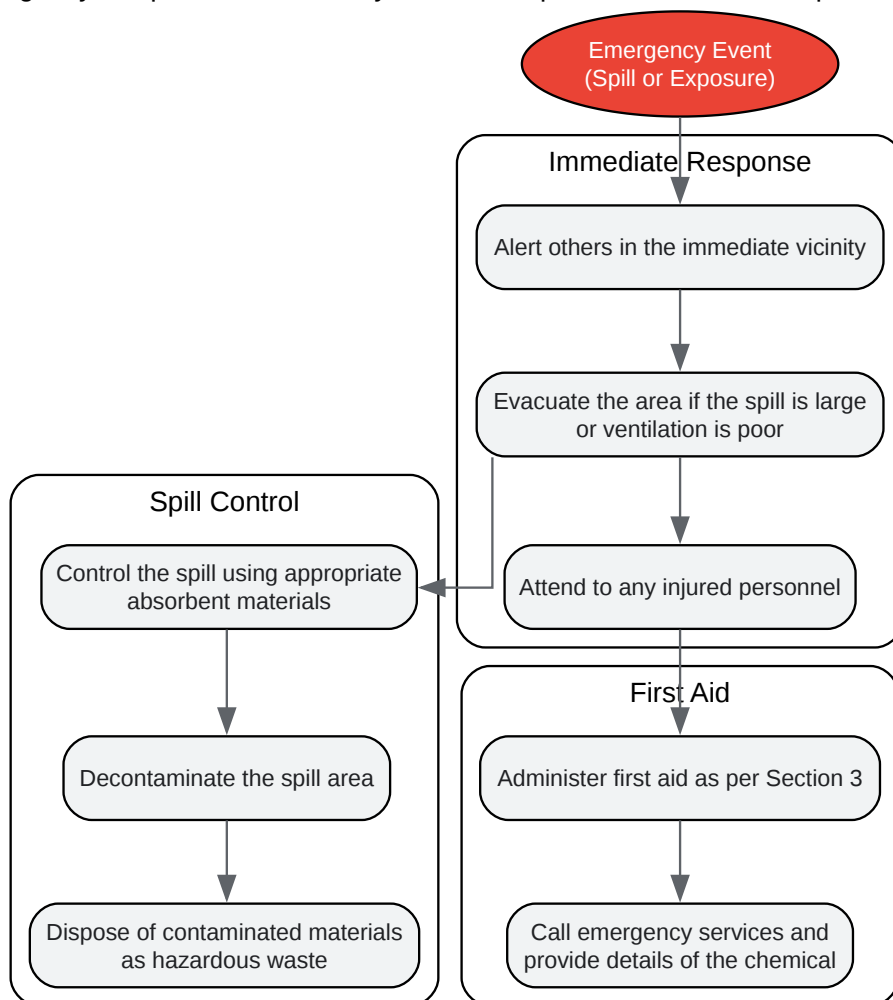 Emergency Event
(Spill or Exposure)
Immediate Response
Alert others in the immediate vicinity
Evacuate the area if the spill is large
or ventilation is poor
Attend to any injured personnel
Spill Control
Control the spill using appropriate
absorbent materials
Decontaminate the spill area
Dispose of contaminated materials
as hazardous waste
First Aid
Administer first aid as per Section 3
Call emergency services and
provide details of the chemical